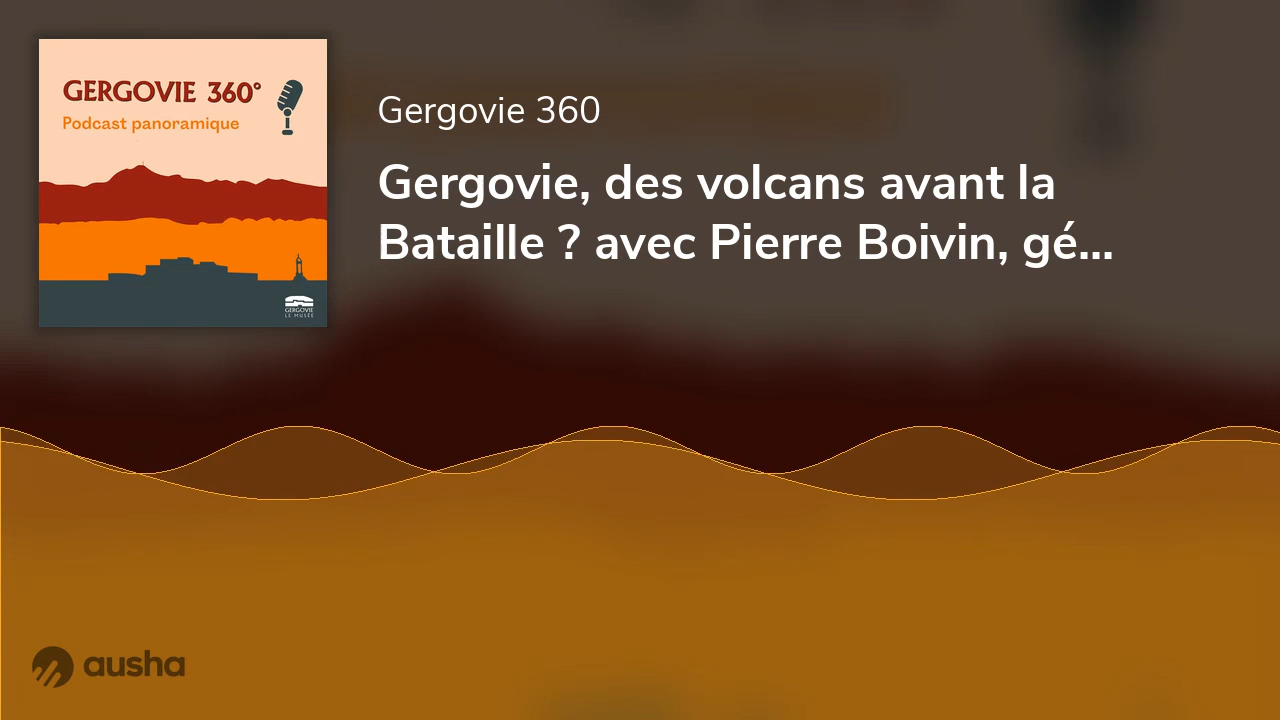 GERGOVIE 360°
Podcast panoramique
GERGOVIE
LE MUSÉE
Gergovie 360
Gergovie, des volcans avant la
Bataille ? avec Pierre Boivin, gé...
ausha